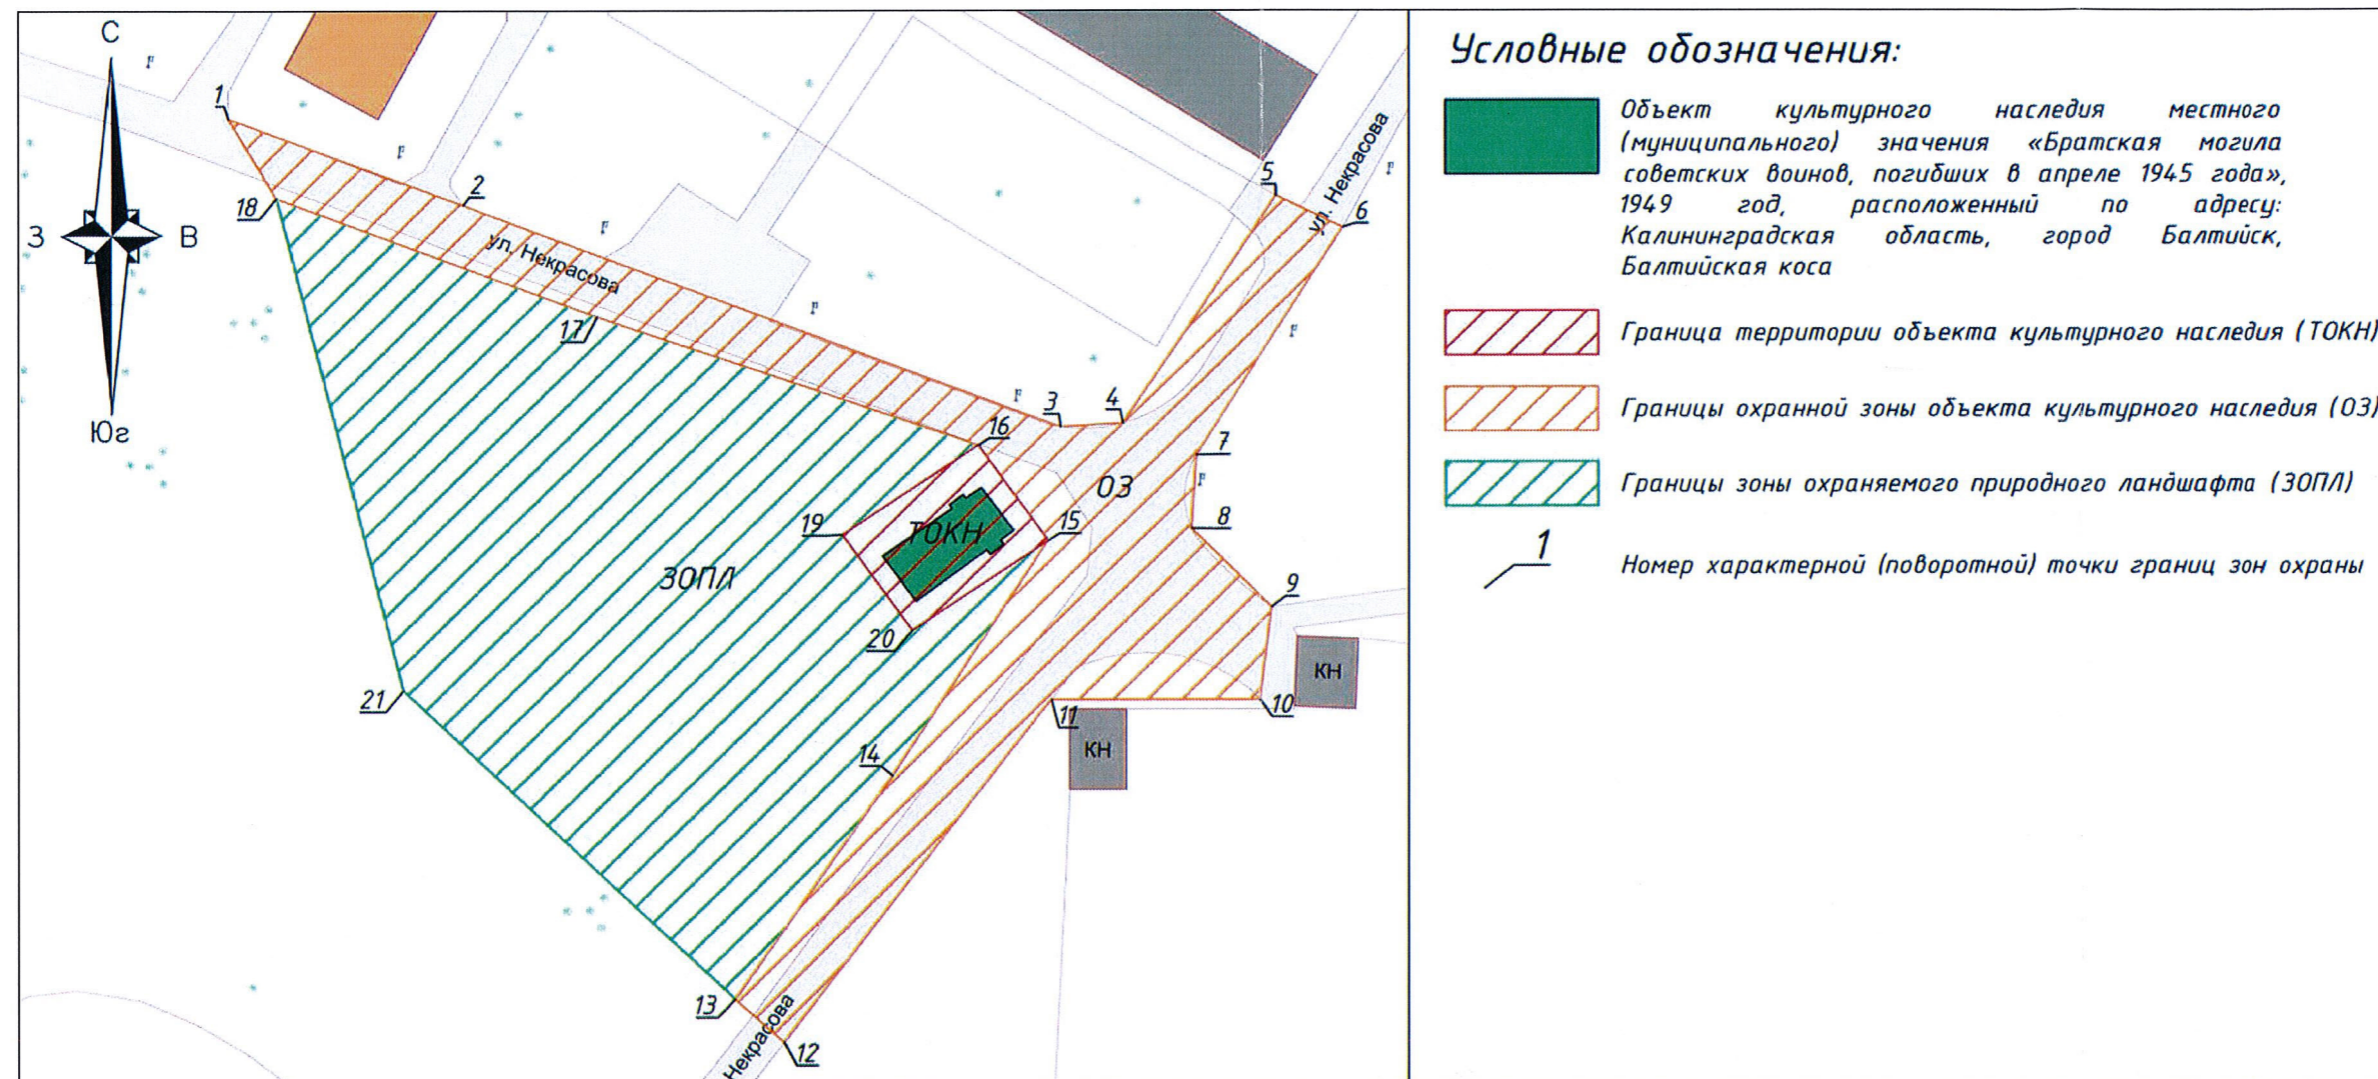 С
З
В
Юг
1
2
3
4
5
6
7
8
9
10
11
12
13
14
15
16
17
18
19
20
21
ул. Некрасова
ул. Некрасова
Некрасова
ОЗ
ТОКН
ЗОПЛ
КН
КН
Условные обозначения:
Объект культурного наследия местного
(муниципального) значения «Братская могила
советских воинов, погибших в апреле 1945 года»,
1949 год, расположенный по адресу:
Калининградская область, город Балтийск,
Балтийская коса
Граница территории объекта культурного наследия (ТОКН)
Границы охранной зоны объекта культурного наследия (ОЗ)
Границы зоны охраняемого природного ландшафта (ЗОПЛ)
1
Номер характерной (поворотной) точки границ зон охраны